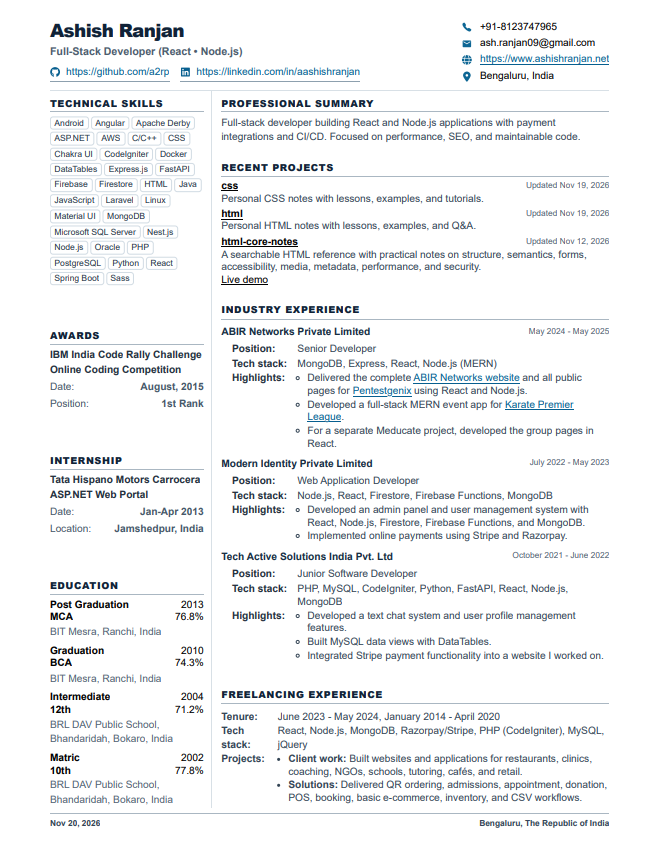 Ashish Ranjan
Full-Stack Developer (React • Node.js)
https://github.com/a2rp https://linkedin.com/in/aashishranjan
+91-8123747965
ash.ranjan09@gmail.com
https://www.ashishranjan.net
Bengaluru, India
TECHNICAL SKILLS
Android Angular Apache Derby
ASP.NET AWS C/C++ CSS
Chakra UI CodeIgniter Docker
DataTables Express.js FastAPI
Firebase Firestore HTML Java
JavaScript Laravel Linux
Material UI MongoDB
Microsoft SQL Server Nest.js
Node.js Oracle PHP
PostgreSQL Python React
Spring Boot Sass
AWARDS
IBM India Code Rally Challenge
Online Coding Competition
Date: August, 2015
Position: 1st Rank
INTERNSHIP
Tata Hispano Motors Carrocera
ASP.NET Web Portal
Date: Jan-Apr 2013
Location: Jamshedpur, India
EDUCATION
Post Graduation 2013
MCA 76.8%
BIT Mesra, Ranchi, India
Graduation 2010
BCA 74.3%
BIT Mesra, Ranchi, India
Intermediate 2004
12th 71.2%
BRL DAV Public School,
Bhandaridah, Bokaro, India
Matric 2002
10th 77.8%
BRL DAV Public School,
Bhandaridah, Bokaro, India
PROFESSIONAL SUMMARY
Full-stack developer building React and Node.js applications with payment
integrations and CI/CD. Focused on performance, SEO, and maintainable code.
RECENT PROJECTS
css Updated Nov 19, 2026
Personal CSS notes with lessons, examples, and tutorials.
html Updated Nov 19, 2026
Personal HTML notes with lessons, examples, and Q&A.
html-core-notes Updated Nov 12, 2026
A searchable HTML reference with practical notes on structure, semantics, forms,
accessibility, media, metadata, performance, and security.
Live demo
INDUSTRY EXPERIENCE
ABIR Networks Private Limited May 2024 - May 2025
Position: Senior Developer
Tech stack: MongoDB, Express, React, Node.js (MERN)
Highlights: Delivered the complete ABIR Networks website and all public
pages for Pentestgenix using React and Node.js.
Developed a full-stack MERN event app for Karate Premier
League.
For a separate Meducate project, developed the group pages in
React.
Modern Identity Private Limited July 2022 - May 2023
Position: Web Application Developer
Tech stack: Node.js, React, Firestore, Firebase Functions, MongoDB
Highlights: Developed an admin panel and user management system with
React, Node.js, Firestore, Firebase Functions, and MongoDB.
Implemented online payments using Stripe and Razorpay.
Tech Active Solutions India Pvt. Ltd October 2021 - June 2022
Position: Junior Software Developer
Tech stack: PHP, MySQL, CodeIgniter, Python, FastAPI, React, Node.js,
MongoDB
Highlights: Developed a text chat system and user profile management
features.
Built MySQL data views with DataTables.
Integrated Stripe payment functionality into a website I worked on.
FREELANCING EXPERIENCE
Tenure: June 2023 - May 2024, January 2014 - April 2020
Tech React, Node.js, MongoDB, Razorpay/Stripe, PHP (CodeIgniter), MySQL,
stack: jQuery
Projects: • Client work: Built websites and applications for restaurants, clinics,
coaching, NGOs, schools, tutoring, cafés, and retail.
• Solutions: Delivered QR ordering, admissions, appointment, donation,
POS, booking, basic e-commerce, inventory, and CSV workflows.
Nov 20, 2026 Bengaluru, The Republic of India